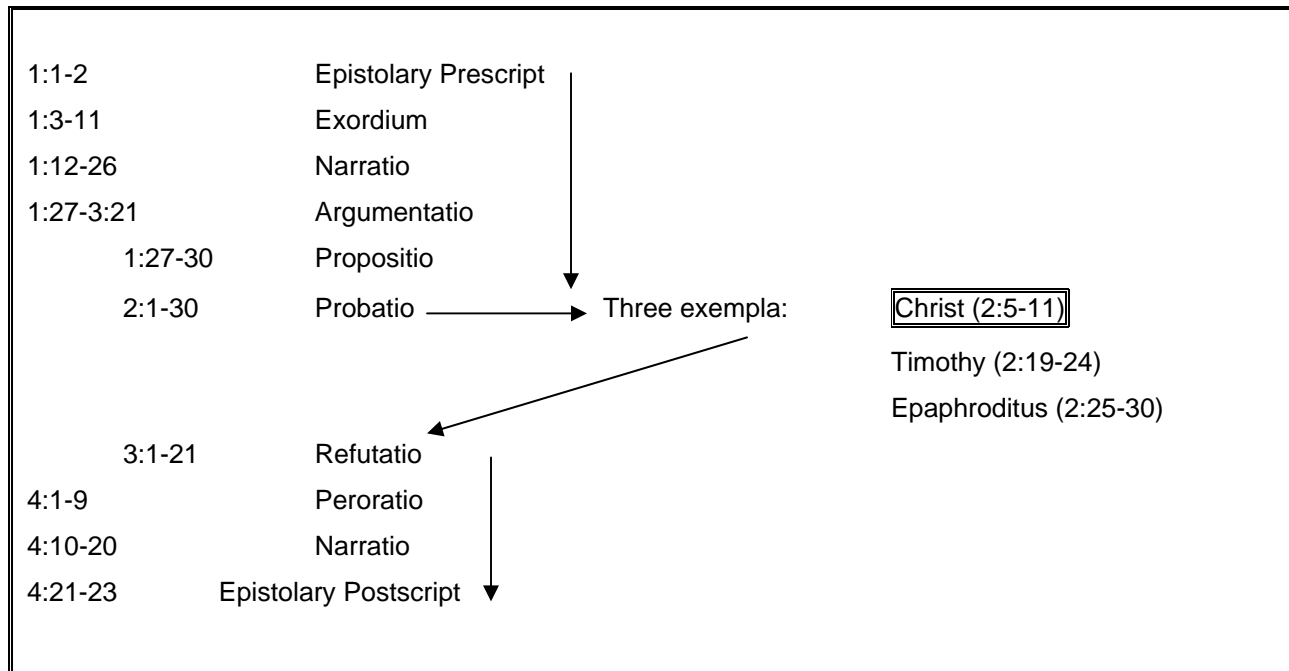 1:1-2 Epistolary Prescript
1:3-11 Exordium
1:12-26 Narratio
1:27-3:21 Argumentatio
1:27-30 Propositio
2:1-30 Probatio Three exempla: Christ (2:5-11)
Timothy (2:19-24)
Epaphroditus (2:25-30)
3:1-21 Refutatio
4:1-9 Peroratio
4:10-20 Narratio
4:21-23 Epistolary Postscript